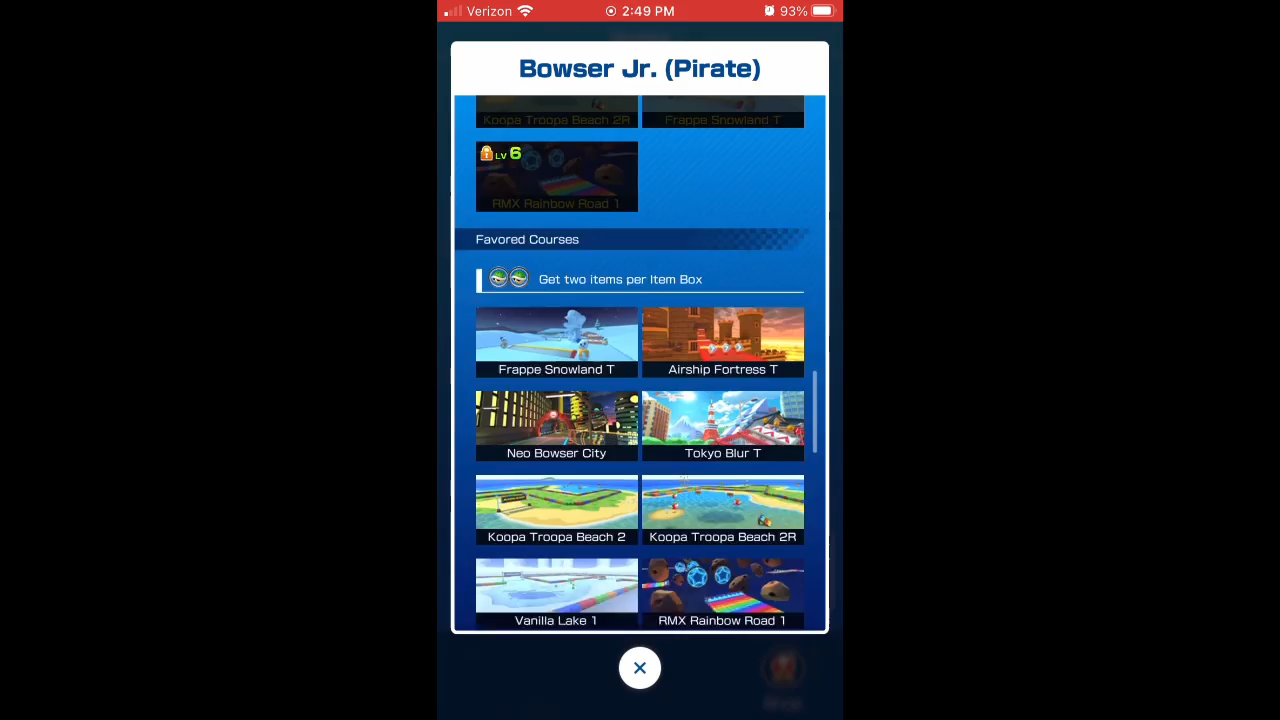 Verizon 2:49 PM 93%
Bowser Jr. (Pirate)
Koopa Troopa Beach 2R Frappe Snowland T
LV 6
RMX Rainbow Road 1
Favored Courses
Get two items per Item Box
Frappe Snowland T Airship Fortress T
Neo Bowser City Tokyo Blur T
Koopa Troopa Beach 2 Koopa Troopa Beach 2R
Vanilla Lake 1 RMX Rainbow Road 1